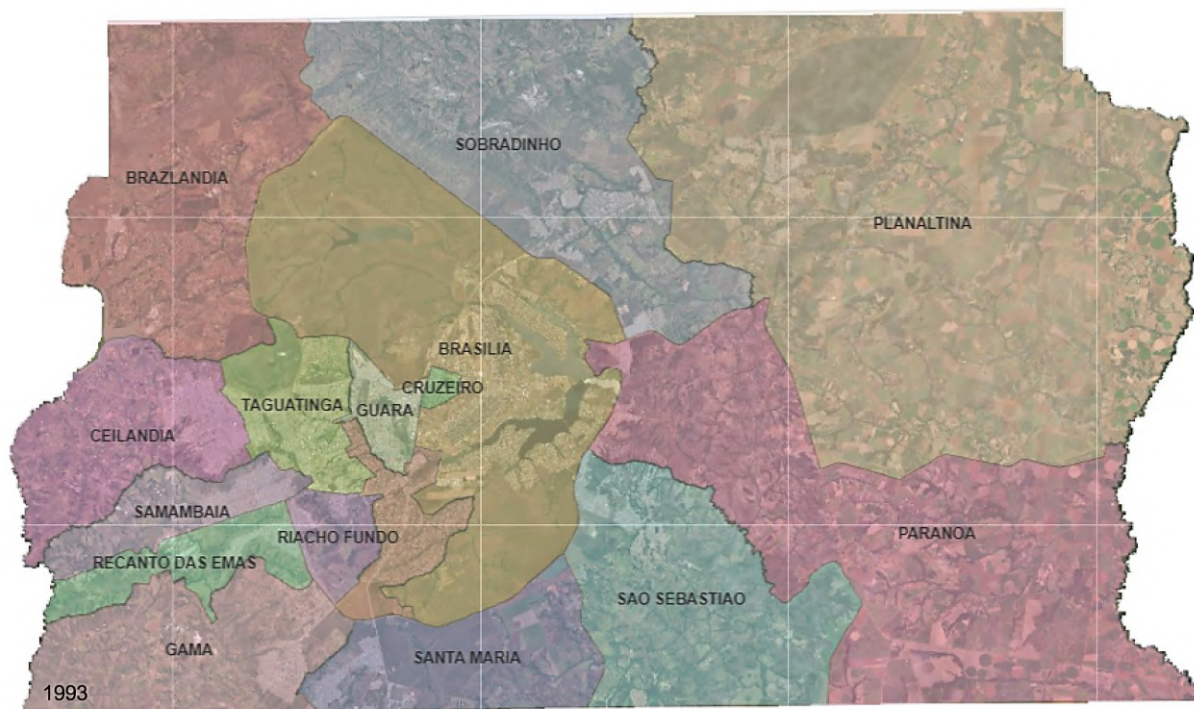 SOBRADINHO
BRAZLANDIA
PLANALTINA
BRASILIA
CRUZEIRO
TAGUATINGA
GUARA
CEILANDIA
SAMAMBAIA
RIACHO FUNDO
PARANOA
RECANTO DAS EMAS
SAO SEBASTIAO
GAMA
SANTA MARIA
1993